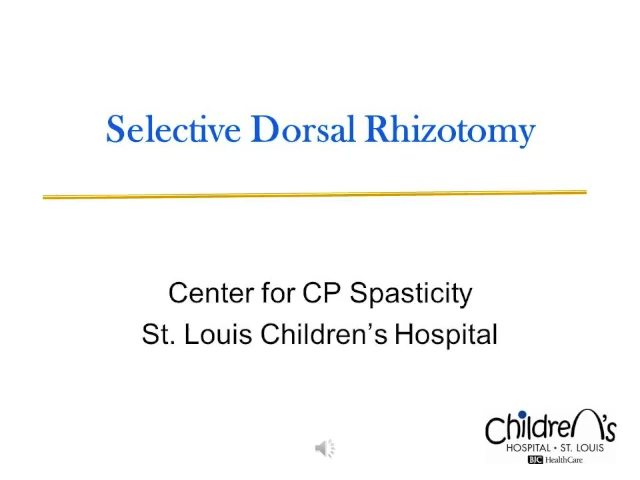 Selective Dorsal Rhizotomy
Center for CP Spasticity
St. Louis Children's Hospital
Children's
HOSPITAL • ST. LOUIS
BJC HealthCare